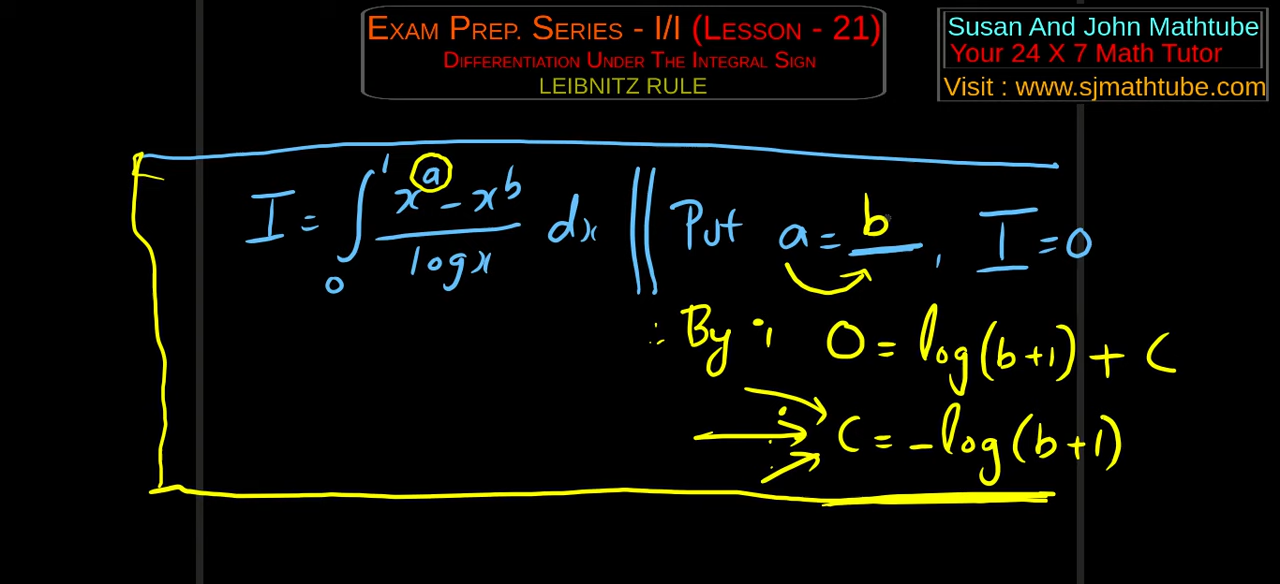 EXAM PREP. SERIES - I/I (LESSON - 21)
DIFFERENTIATION UNDER THE INTEGRAL SIGN
LEIBNITZ RULE
Susan And John Mathtube
Your 24 X 7 Math Tutor
Visit : www.sjmathtube.com
I = ∫₀¹ (xᵃ - xᵇ)/(log x) dx || Put a = b, I = 0
∴ By i, 0 = log(b+1) + C
C = -log(b+1)